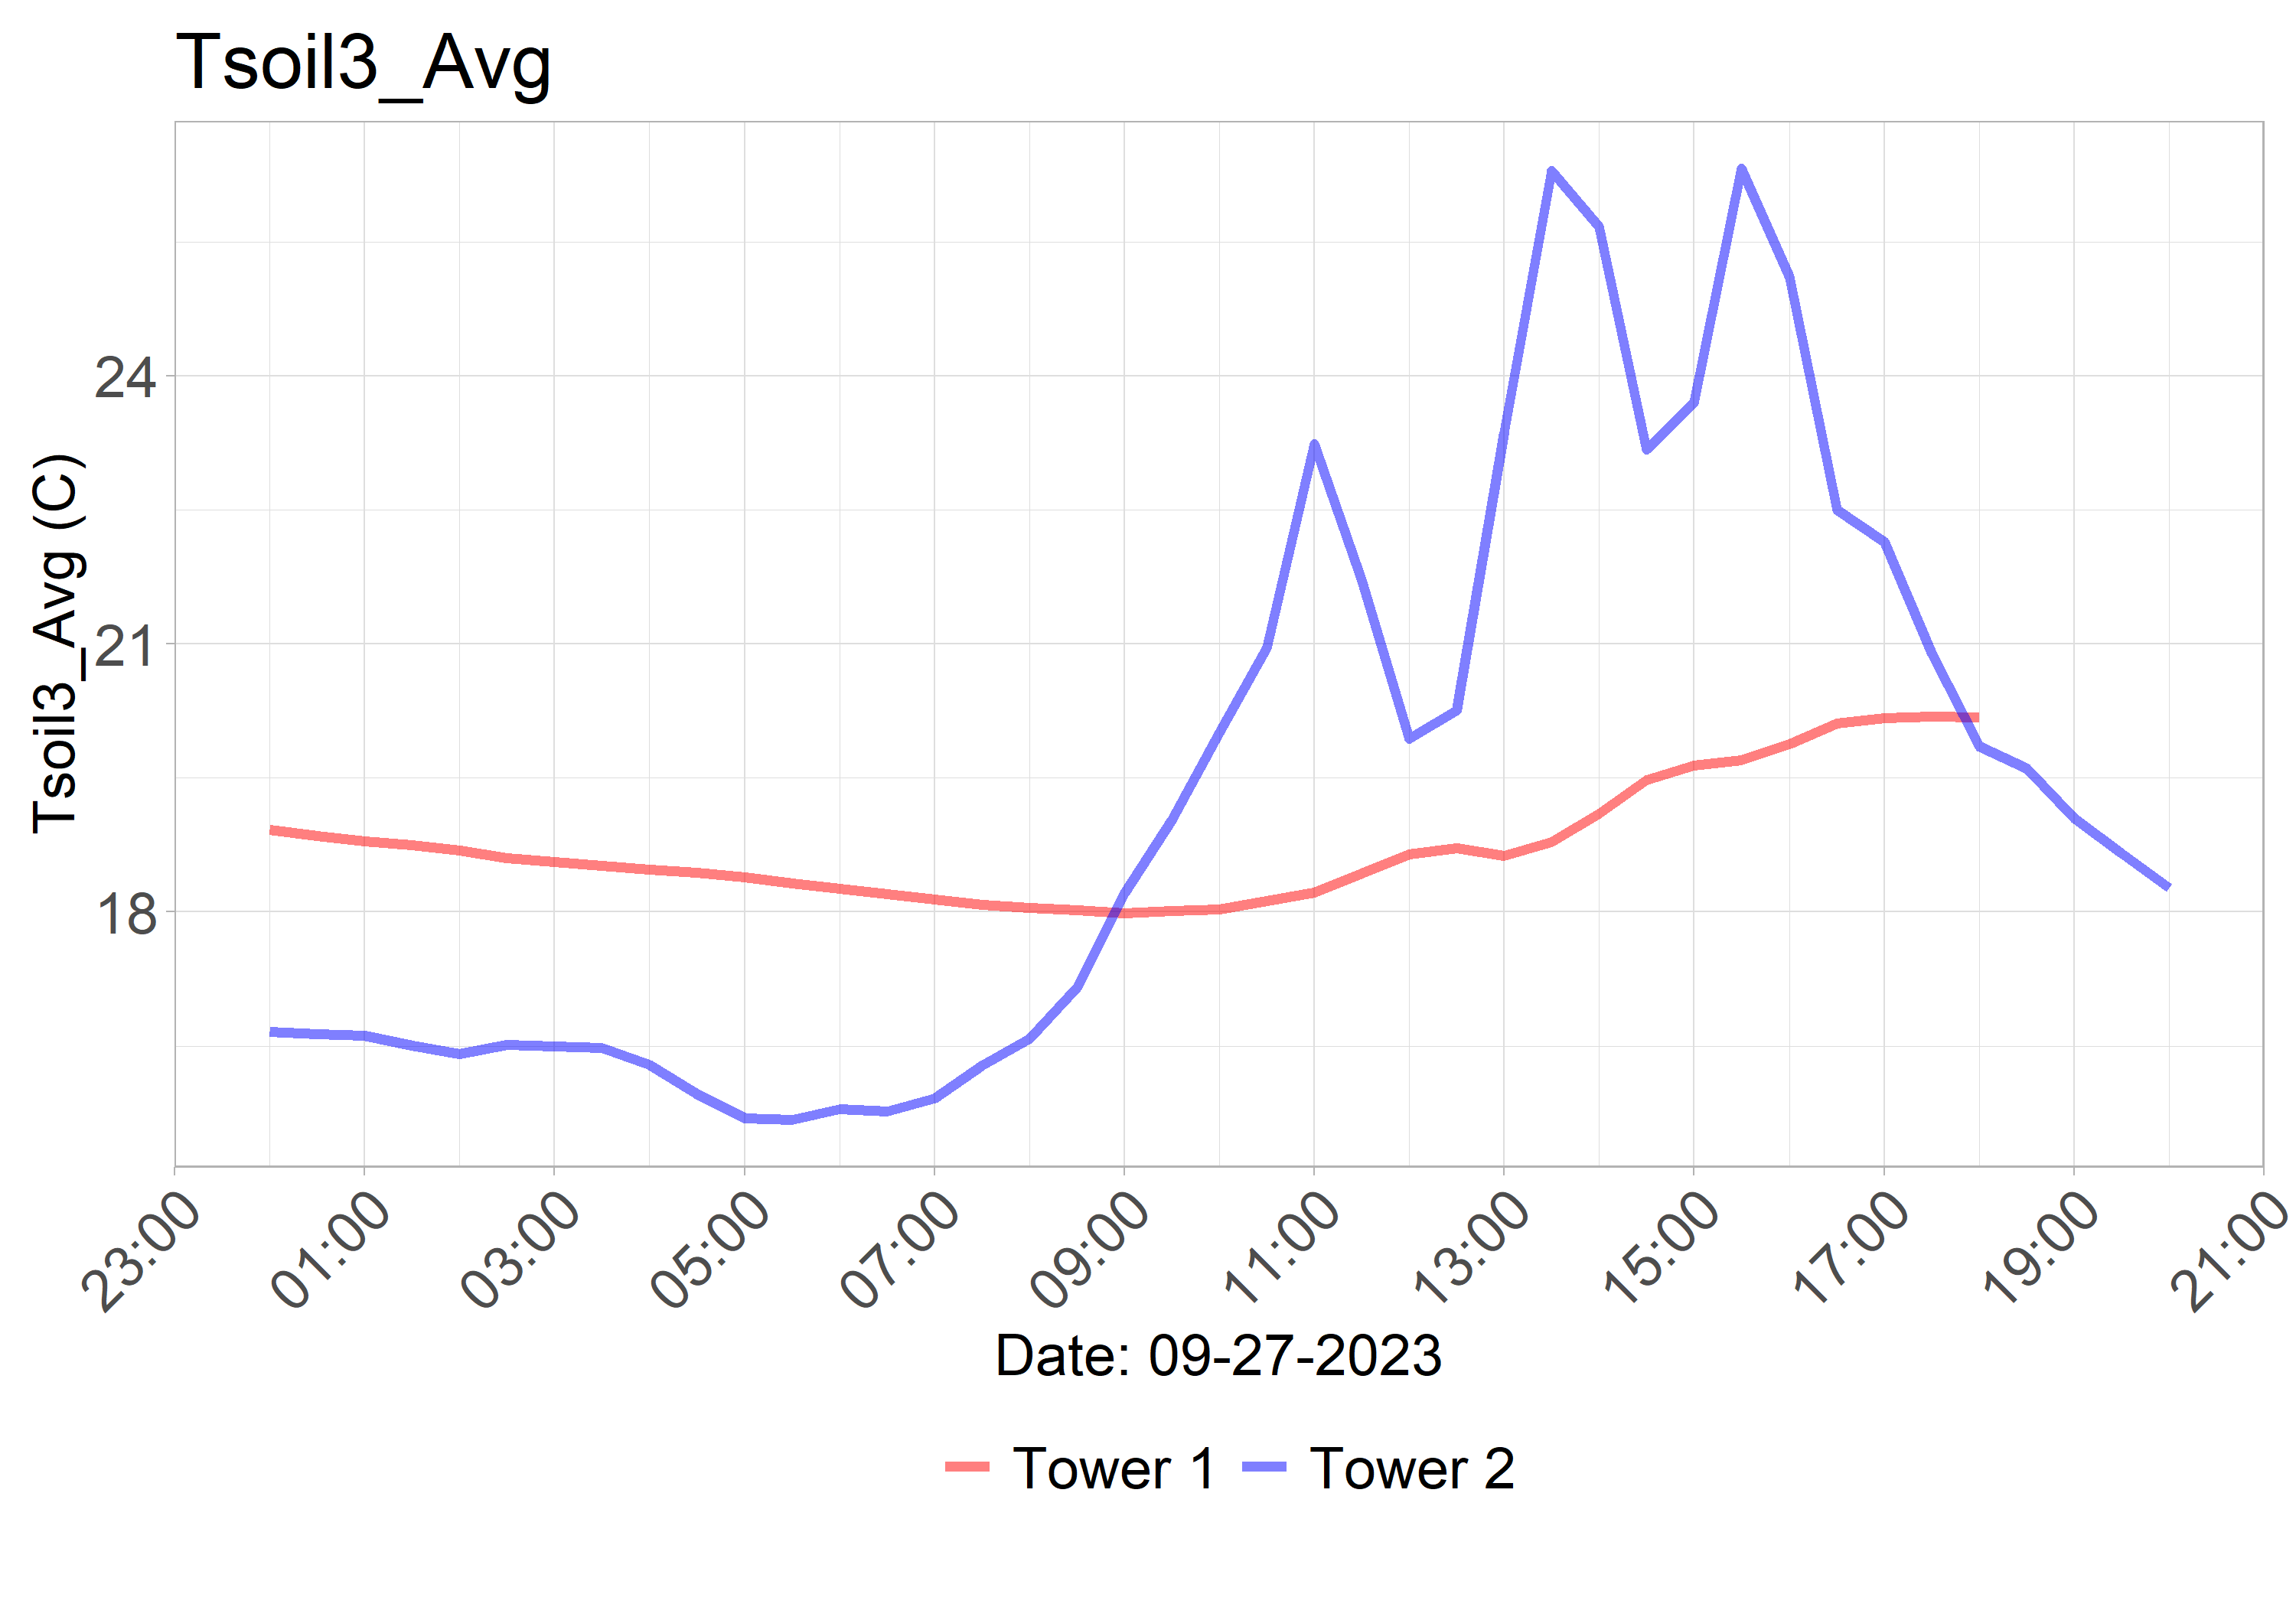 Tsoil3_Avg
Tsoil3_Avg (C)
24
21
18
23:00 01:00 03:00 05:00 07:00 09:00 11:00 13:00 15:00 17:00 19:00 21:00
Date: 09-27-2023
Tower 1 Tower 2